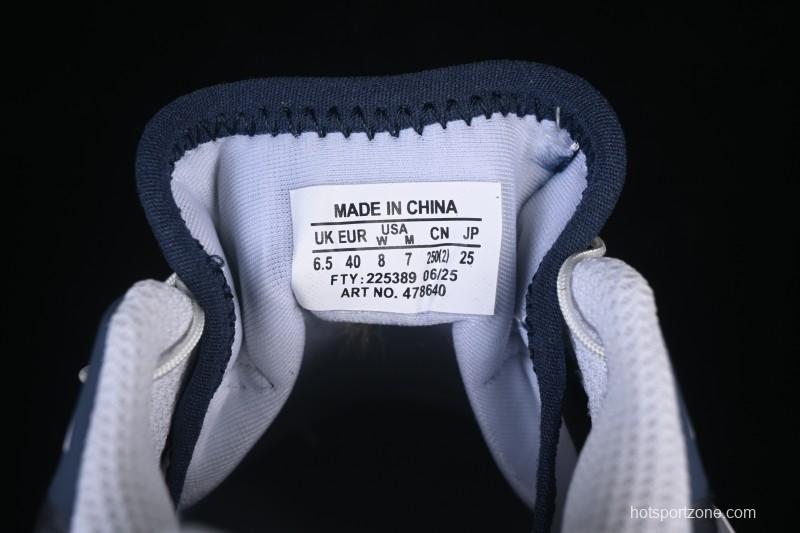 MADE IN CHINA
UK EUR USA W M CN JP
6.5 40 8 7 250(2) 25
FTY: 225389 06/25
ART NO. 478640
hotsportzone.com